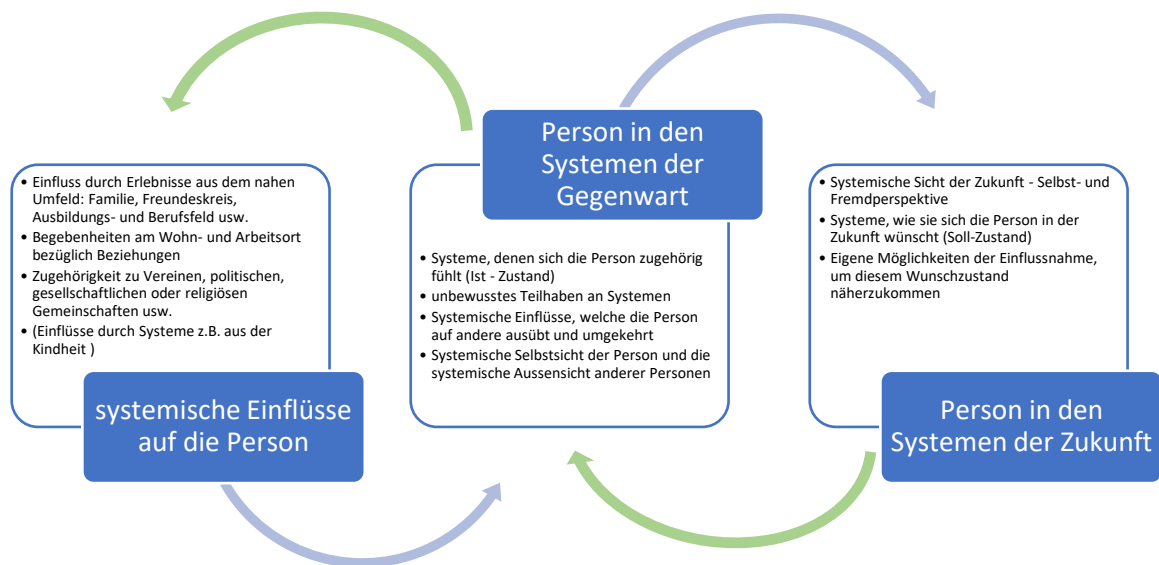 • Einfluss durch Erlebnisse aus dem nahen
Umfeld: Familie, Freundeskreis,
Ausbildungs- und Berufsfeld usw.
• Begebenheiten am Wohn- und Arbeitsort
bezüglich Beziehungen
• Zugehörigkeit zu Vereinen, politischen,
gesellschaftlichen oder religiösen
Gemeinschaften usw.
• (Einflüsse durch Systeme z.B. aus der
Kindheit )
systemische Einflüsse
auf die Person
Person in den
Systemen der
Gegenwart
• Systeme, denen sich die Person zugehörig
fühlt (Ist - Zustand)
• unbewusstes Teilhaben an Systemen
• Systemische Einflüsse, welche die Person
auf andere ausübt und umgekehrt
• Systemische Selbstsicht der Person und die
systemische Aussensicht anderer Personen
• Systemische Sicht der Zukunft - Selbst- und
Fremdperspektive
• Systeme, wie sie sich die Person in der
Zukunft wünscht (Soll-Zustand)
• Eigene Möglichkeiten der Einflussnahme,
um diesem Wunschzustand
näherzukommen
Person in den
Systemen der Zukunft